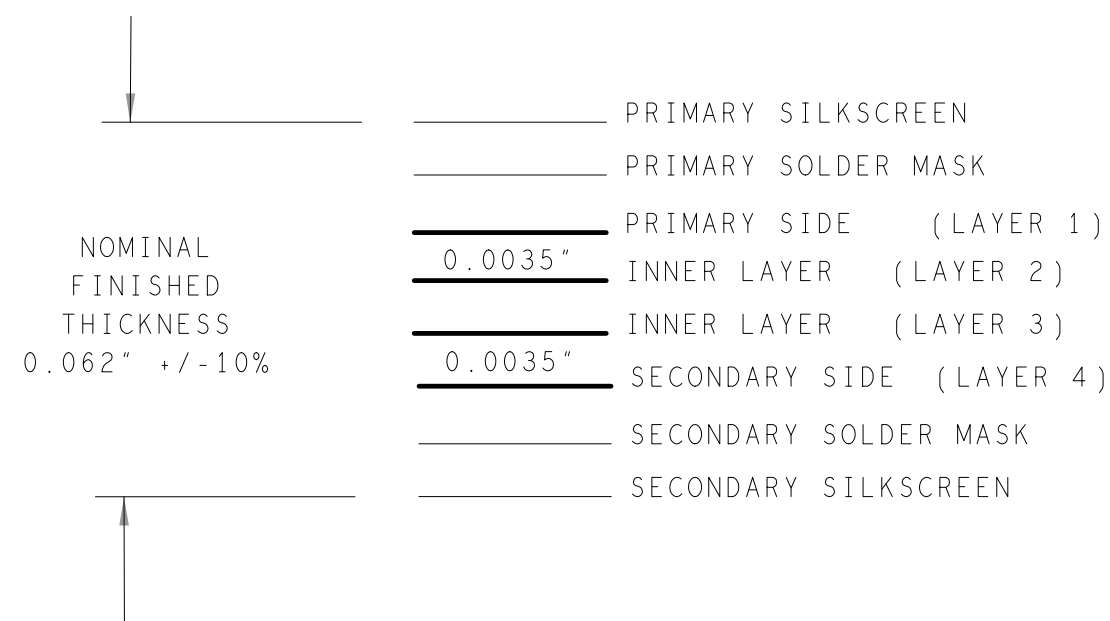 PRIMARY SILKSCREEN
PRIMARY SOLDER MASK
PRIMARY SIDE (LAYER 1)
0.0035"
INNER LAYER (LAYER 2)
INNER LAYER (LAYER 3)
0.0035"
SECONDARY SIDE (LAYER 4)
SECONDARY SOLDER MASK
SECONDARY SILKSCREEN
NOMINAL
FINISHED
THICKNESS
0.062" +/-10%